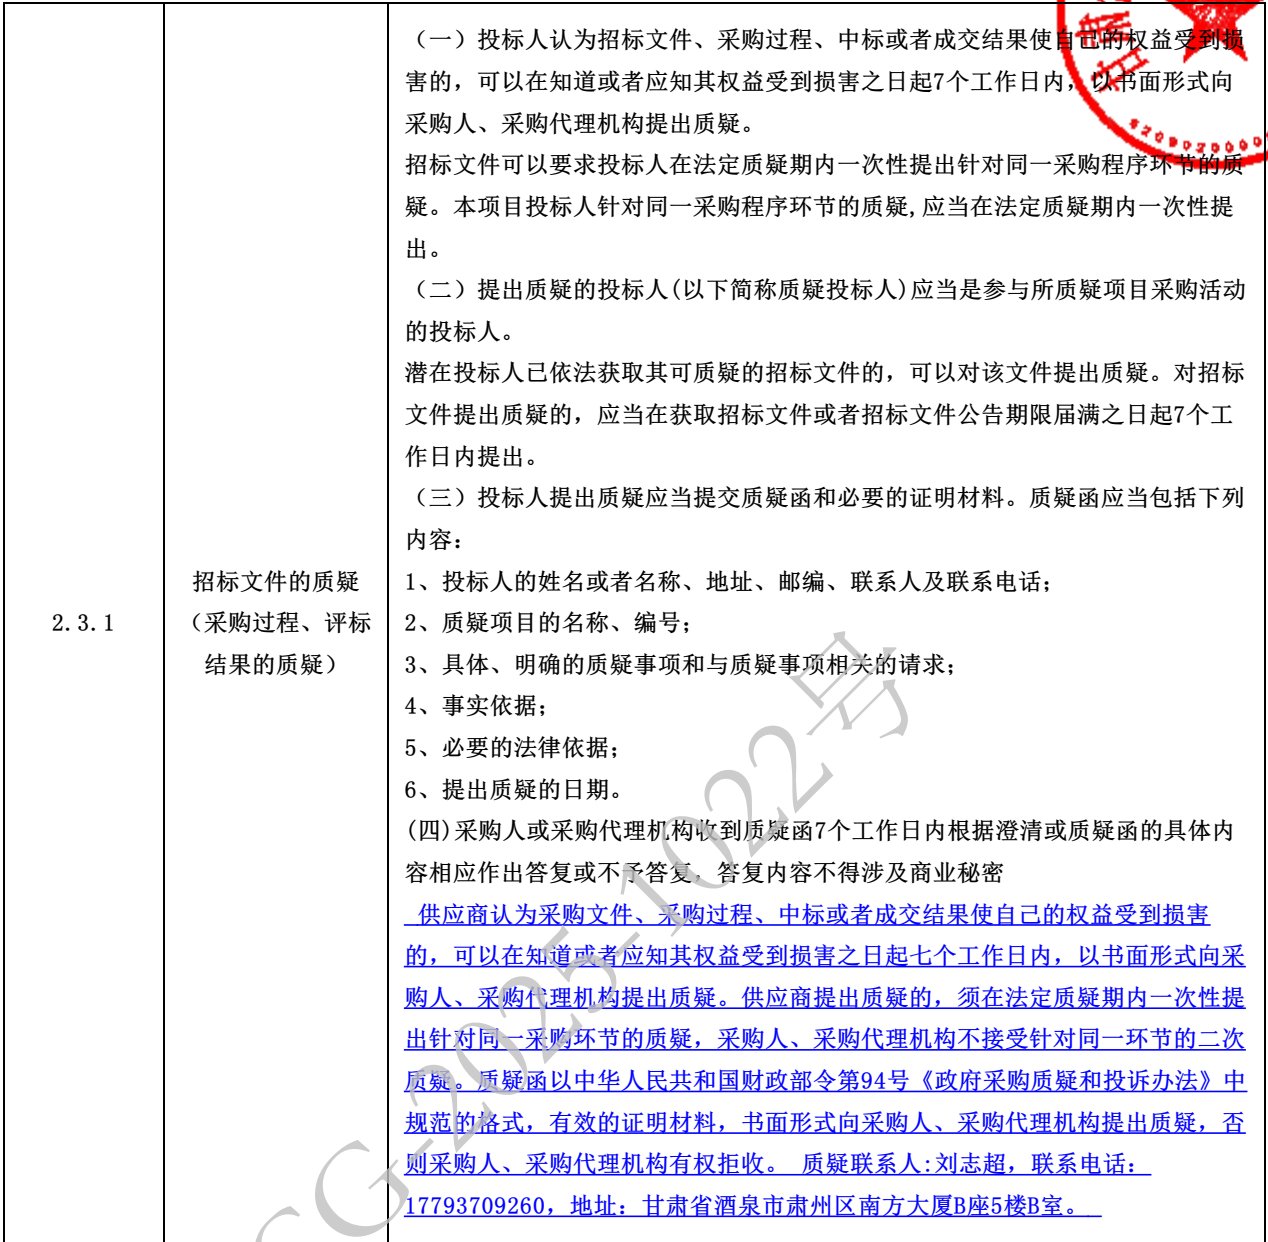 （一）投标人认为招标文件、采购过程、中标或者成交结果使自己的权益受到损
害的，可以在知道或者应知其权益受到损害之日起7个工作日内，以书面形式向
采购人、采购代理机构提出质疑。
招标文件可以要求投标人在法定质疑期内一次性提出针对同一采购程序环节的质
疑。本项目投标人针对同一采购程序环节的质疑,应当在法定质疑期内一次性提
出。
（二）提出质疑的投标人(以下简称质疑投标人)应当是参与所质疑项目采购活动
的投标人。
潜在投标人已依法获取其可质疑的招标文件的，可以对该文件提出质疑。对招标
文件提出质疑的，应当在获取招标文件或者招标文件公告期限届满之日起7个工
作日内提出。
（三）投标人提出质疑应当提交质疑函和必要的证明材料。质疑函应当包括下列
内容：
2.3.1
招标文件的质疑
（采购过程、评标
结果的质疑）
1、投标人的姓名或者名称、地址、邮编、联系人及联系电话；
2、质疑项目的名称、编号；
3、具体、明确的质疑事项和与质疑事项相关的请求；
4、事实依据；
5、必要的法律依据；
6、提出质疑的日期。
(四)采购人或采购代理机构收到质疑函7个工作日内根据澄清或质疑函的具体内
容相应作出答复或不予答复，答复内容不得涉及商业秘密
供应商认为采购文件、采购过程、中标或者成交结果使自己的权益受到损害
的，可以在知道或者应知其权益受到损害之日起七个工作日内，以书面形式向采
购人、采购代理机构提出质疑。供应商提出质疑的，须在法定质疑期内一次性提
出针对同一采购环节的质疑，采购人、采购代理机构不接受针对同一环节的二次
质疑。质疑函以中华人民共和国财政部令第94号《政府采购质疑和投诉办法》中
规范的格式，有效的证明材料，书面形式向采购人、采购代理机构提出质疑，否
则采购人、采购代理机构有权拒收。 质疑联系人:刘志超，联系电话：
17793709260，地址：甘肃省酒泉市肃州区南方大厦B座5楼B室。
CG-2025-1022号
甘肃